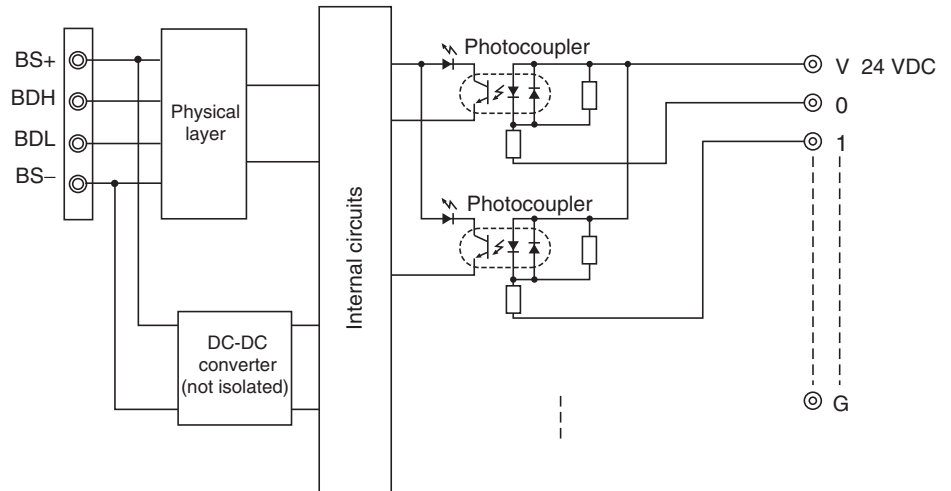 BS+
BDH
BDL
BS−
Physical
layer
DC-DC
converter
(not isolated)
Internal circuits
Photocoupler
Photocoupler
V 24 VDC
0
1
G